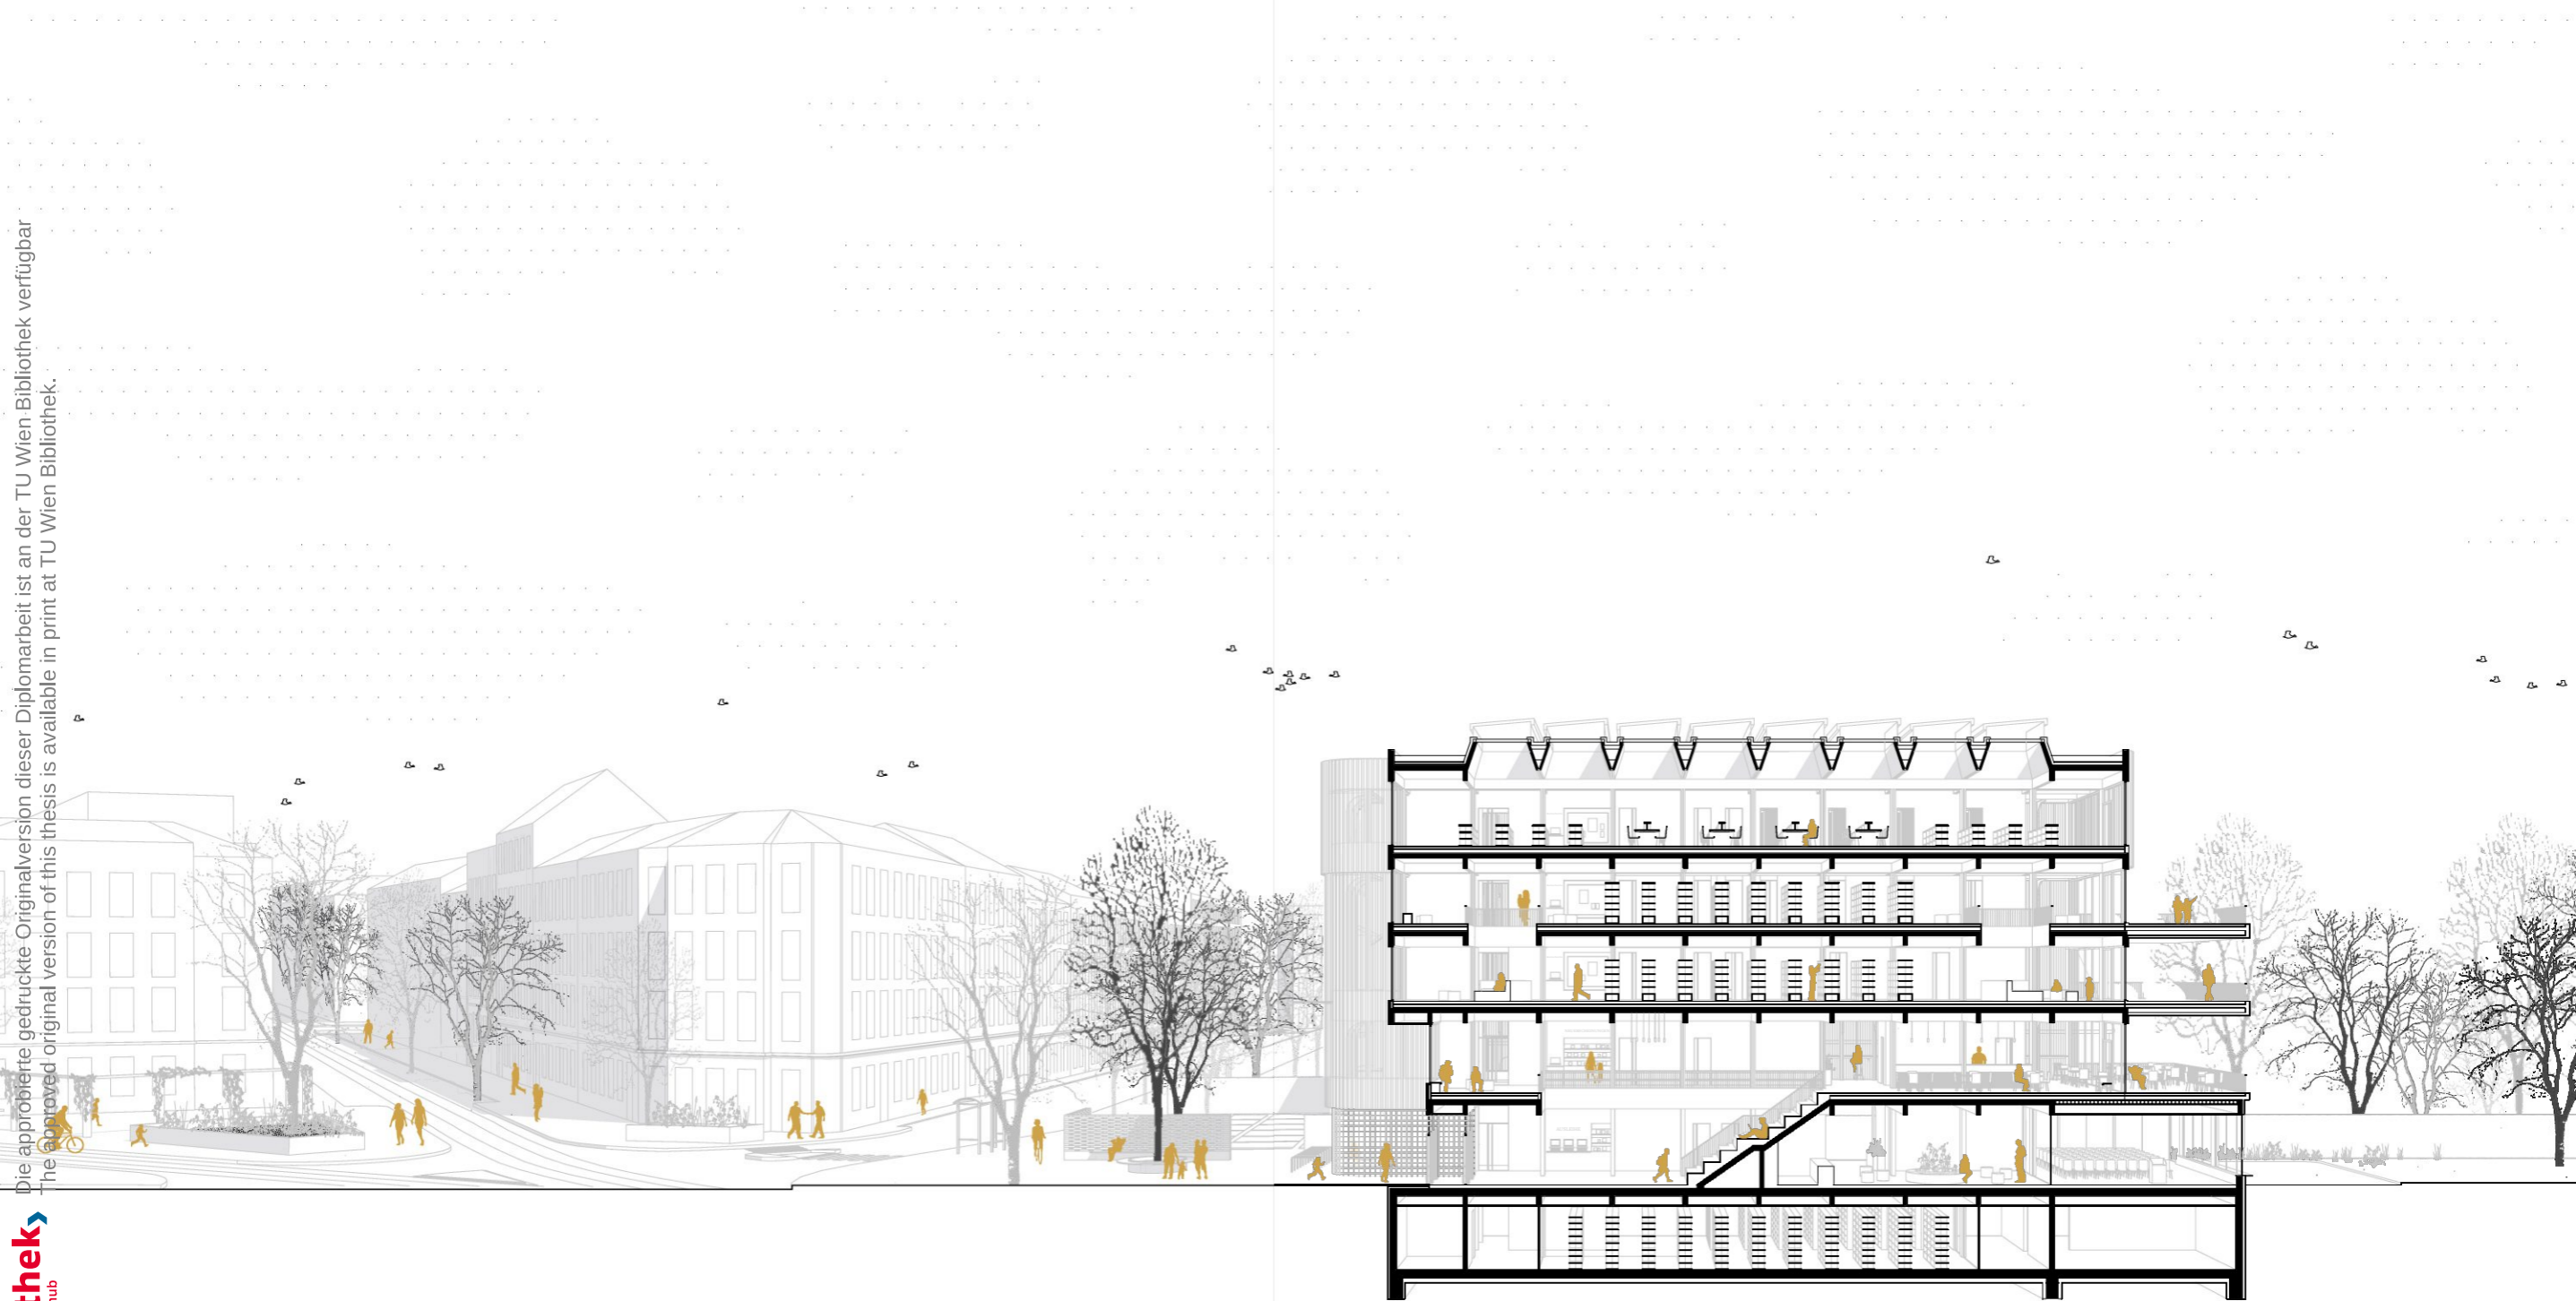 Die approbierte gedruckte Originalversion dieser Diplomarbeit ist an der TU Wien Bibliothek verfügbar
The approved original version of this thesis is available in print at TU Wien Bibliothek.
thek
hub